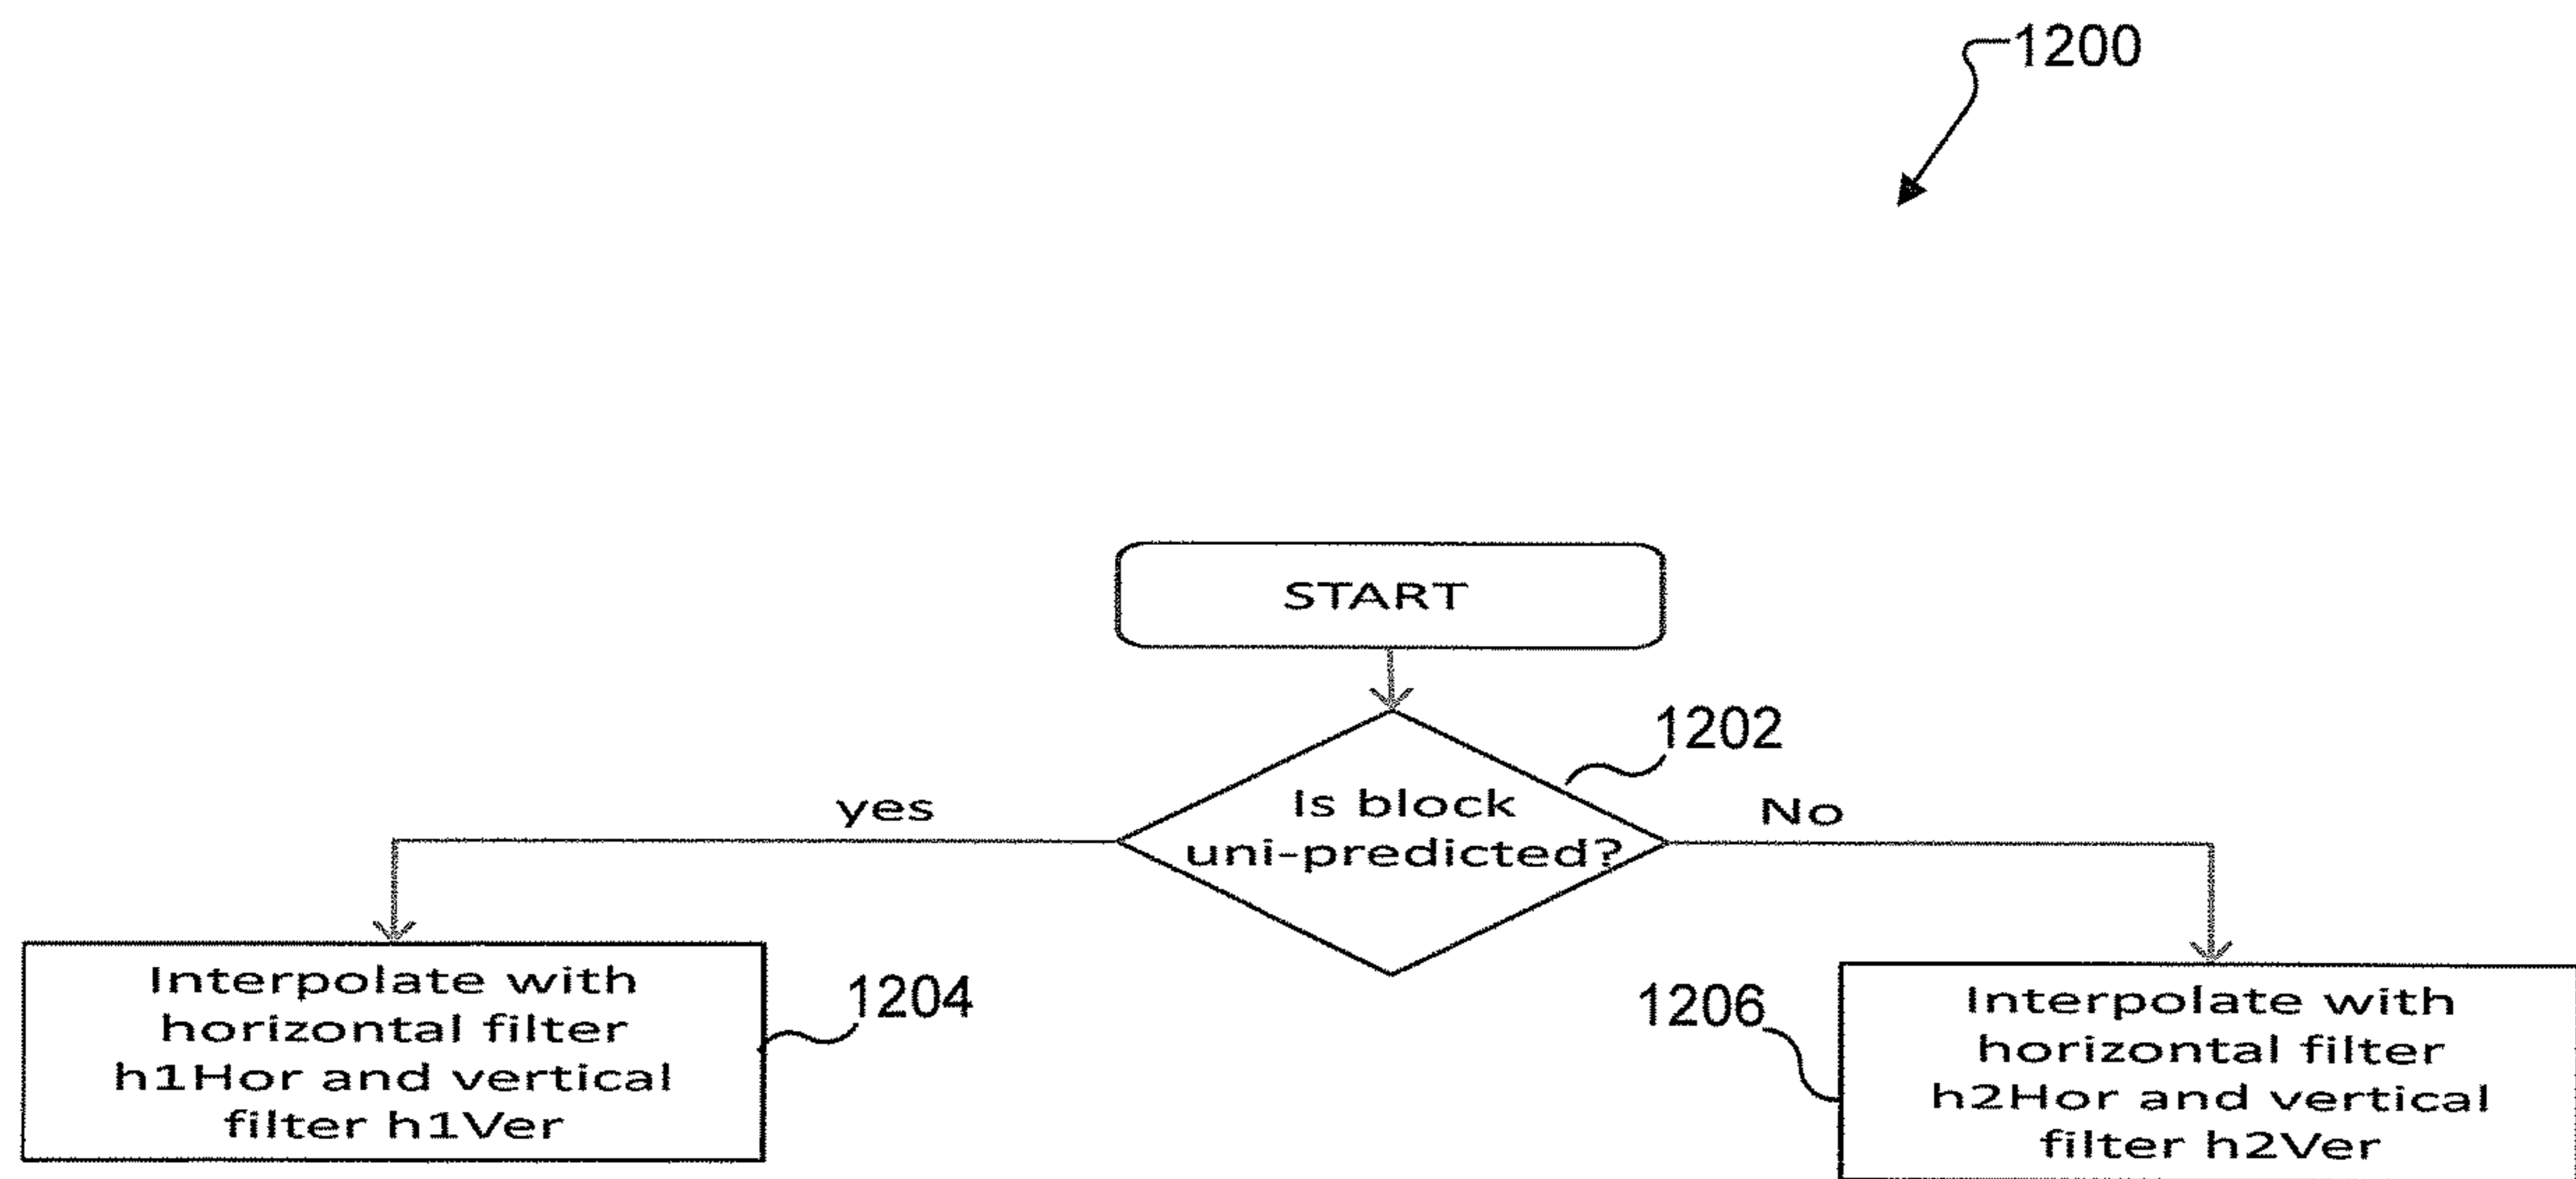 1200
START
1202
Is block
uni-predicted?
yes
No
Interpolate with
horizontal filter
h1Hor and vertical
filter h1Ver
1204
1206
Interpolate with
horizontal filter
h2Hor and vertical
filter h2Ver